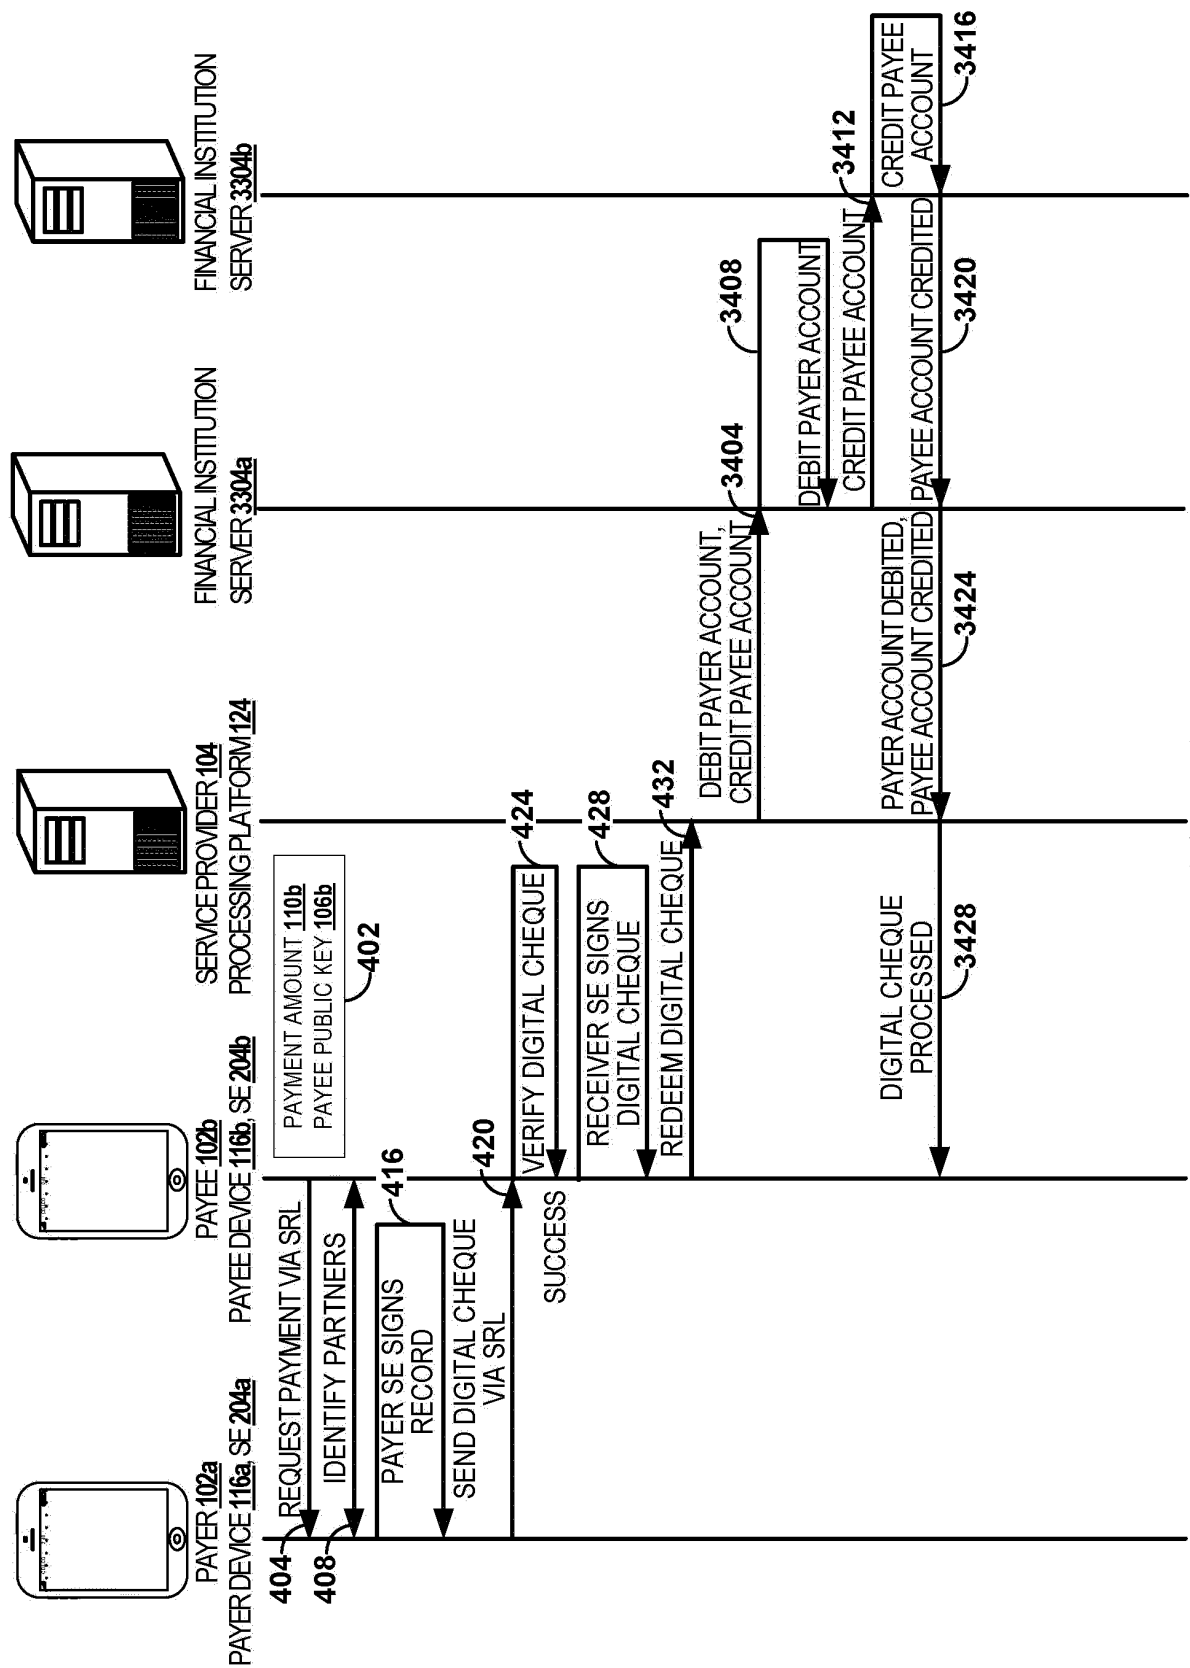 PAYER 102a
PAYER DEVICE 116a, SE 204a
PAYEE 102b
PAYEE DEVICE 116b, SE 204b
SERVICE PROVIDER 104
PROCESSING PLATFORM 124
FINANCIAL INSTITUTION
SERVER 3304a
FINANCIAL INSTITUTION
SERVER 3304b
PAYMENT AMOUNT 110b
PAYEE PUBLIC KEY 106b
402
REQUEST PAYMENT VIA SRL
404
IDENTIFY PARTNERS
408
PAYER SE SIGNS
RECORD
416
SEND DIGITAL CHEQUE
VIA SRL
420
VERIFY DIGITAL CHEQUE
424
SUCCESS
RECEIVER SE SIGNS
DIGITAL CHEQUE
428
REDEEM DIGITAL CHEQUE
432
DEBIT PAYER ACCOUNT,
CREDIT PAYEE ACCOUNT
3404
3408
DEBIT PAYER ACCOUNT
CREDIT PAYEE ACCOUNT
3412
CREDIT PAYEE
ACCOUNT
3416
PAYEE ACCOUNT CREDITED
3420
PAYER ACCOUNT DEBITED,
PAYEE ACCOUNT CREDITED
3424
DIGITAL CHEQUE
PROCESSED
3428